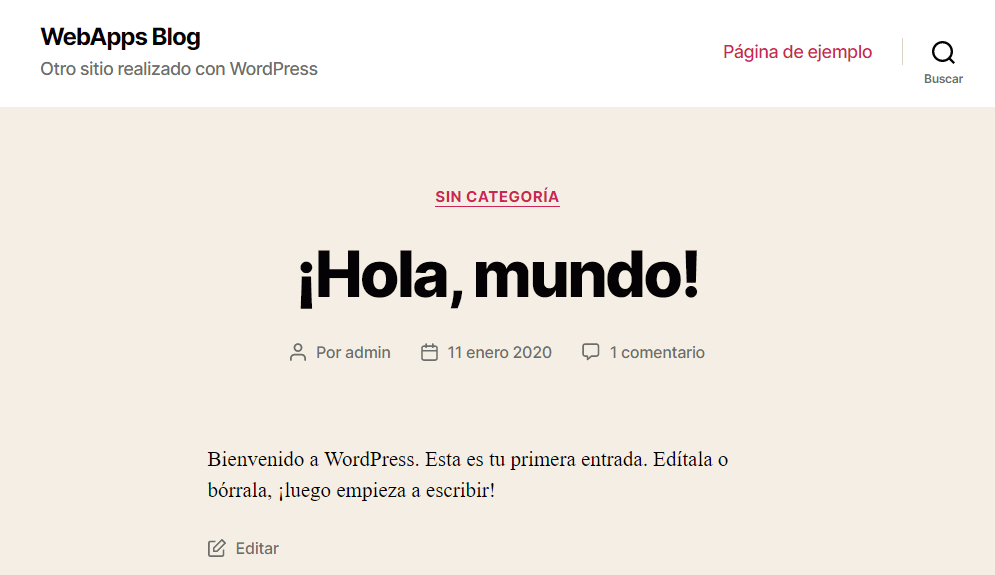 WebApps Blog
Otro sitio realizado con WordPress
Página de ejemplo
Buscar
SIN CATEGORÍA
¡Hola, mundo!
Por admin 11 enero 2020 1 comentario
Bienvenido a WordPress. Esta es tu primera entrada. Edítala o
bórrala, ¡luego empieza a escribir!
Editar